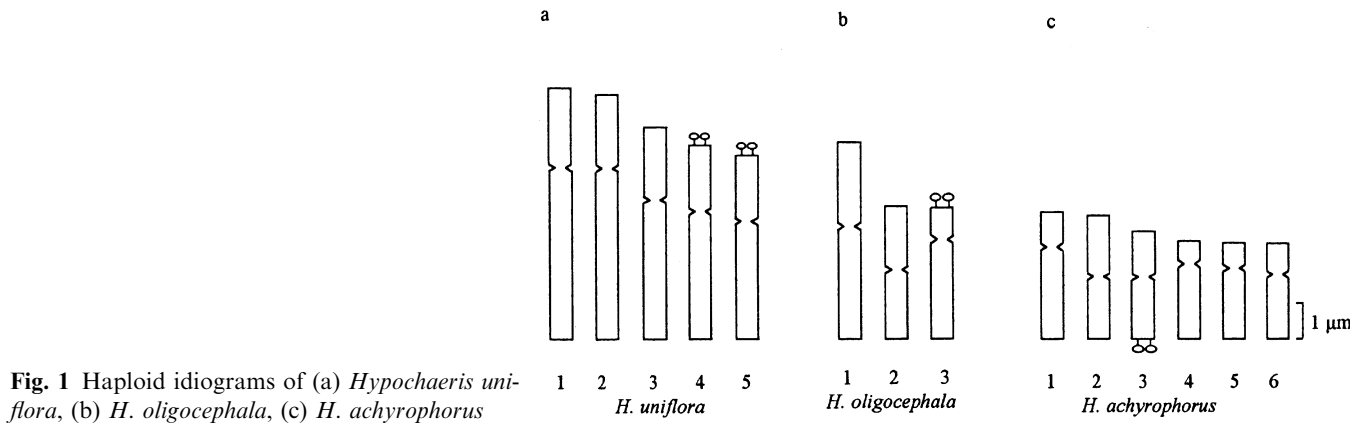 a b c
1 μm
1 2 3 4 5 1 2 3 1 2 3 4 5 6
H. uniflora H. oligocephala H. achyrophorus
Fig. 1 Haploid idiograms of (a) Hypochaeris uni-
flora, (b) H. oligocephala, (c) H. achyrophorus